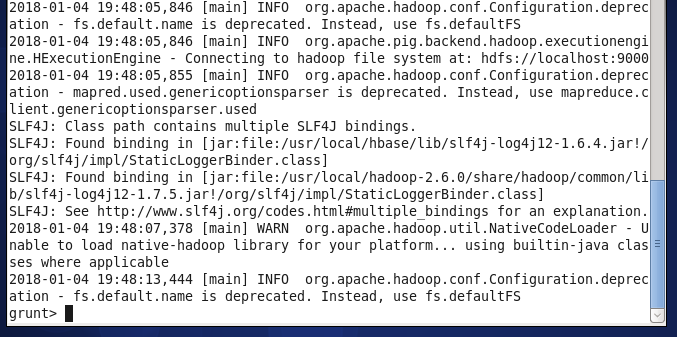 2018-01-04 19:48:05,846 [main] INFO  org.apache.hadoop.conf.Configuration.deprec
ation - fs.default.name is deprecated. Instead, use fs.defaultFS
2018-01-04 19:48:05,846 [main] INFO  org.apache.pig.backend.hadoop.executionengi
ne.HExecutionEngine - Connecting to hadoop file system at: hdfs://localhost:9000
2018-01-04 19:48:05,855 [main] INFO  org.apache.hadoop.conf.Configuration.deprec
ation - mapred.used.genericoptionsparser is deprecated. Instead, use mapreduce.c
lient.genericoptionsparser.used
SLF4J: Class path contains multiple SLF4J bindings.
SLF4J: Found binding in [jar:file:/usr/local/hbase/lib/slf4j-log4j12-1.6.4.jar!/
org/slf4j/impl/StaticLoggerBinder.class]
SLF4J: Found binding in [jar:file:/usr/local/hadoop-2.6.0/share/hadoop/common/li
b/slf4j-log4j12-1.7.5.jar!/org/slf4j/impl/StaticLoggerBinder.class]
SLF4J: See http://www.slf4j.org/codes.html#multiple_bindings for an explanation.
2018-01-04 19:48:07,378 [main] WARN  org.apache.hadoop.util.NativeCodeLoader - U
nable to load native-hadoop library for your platform... using builtin-java clas
ses where applicable
2018-01-04 19:48:13,444 [main] INFO  org.apache.hadoop.conf.Configuration.deprec
ation - fs.default.name is deprecated. Instead, use fs.defaultFS
grunt>